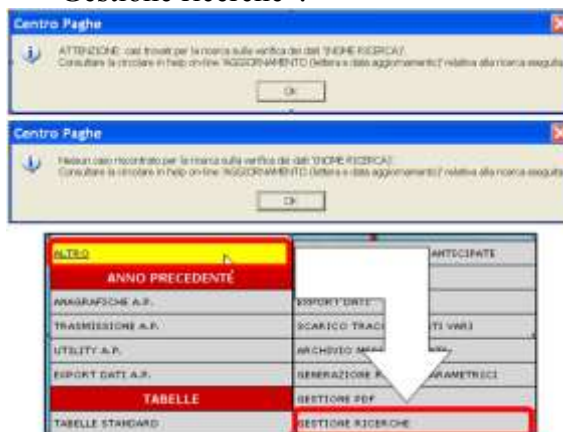 "Gestione ricerche".
Centro Paghe
ATTENZIONE: casi trovati per la ricerca sulla verifica dei dati '(NOME RICERCA)'.
Consultare la circolare in help on-line 'AGGIORNAMENTO (lettera e data aggiornamento)' relativa alla ricerca eseguita
OK
Centro Paghe
Nessun caso riscontrato per la ricerca sulla verifica dei dati '(NOME RICERCA)'.
Consultare la circolare in help on-line 'AGGIORNAMENTO (lettera e data aggiornamento)' relativa alla ricerca eseguita
OK
ALTRO
ANTICIPATE
ANNO PRECEDENTE
ANAGRAFICHE A.P.
EXPORT DATI
TRASMISSIONE A.P.
SCARICO TRAC
TI VARI
UTILITY A.P.
ARCHIVIO
EXPORT DATI A.P.
GENERAZIONE
PARAMETRICI
TABELLE
GESTIONE PDF
TABELLE STANDARD
GESTIONE RICERCHE